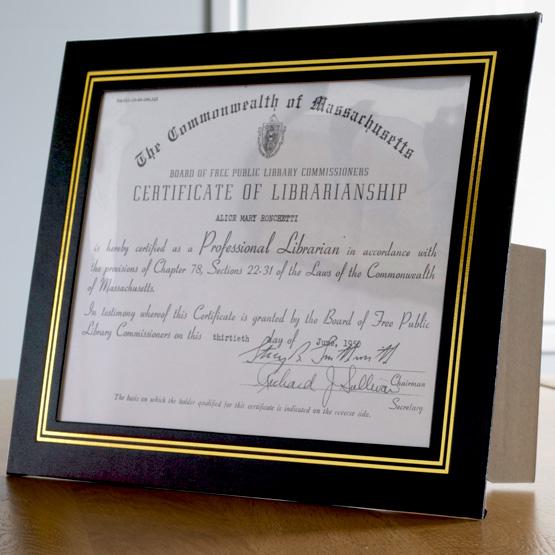 The Commonwealth of Massachusetts
BOARD OF FREE PUBLIC LIBRARY COMMISSIONERS
CERTIFICATE OF LIBRARIANSHIP
ALICE MARY RONCHETTI
is hereby certified as a Professional Librarian in accordance with
the provisions of Chapter 78, Sections 22-31 of the Laws of the Commonwealth
of Massachusetts.
In testimony whereof this Certificate is granted by the Board of Free Public
Library Commissioners on this thirtieth day of June,
Chairman
Richard J Sullivan
Secretary
The basis on which the holder qualified for this certificate is indicated on the reverse side.